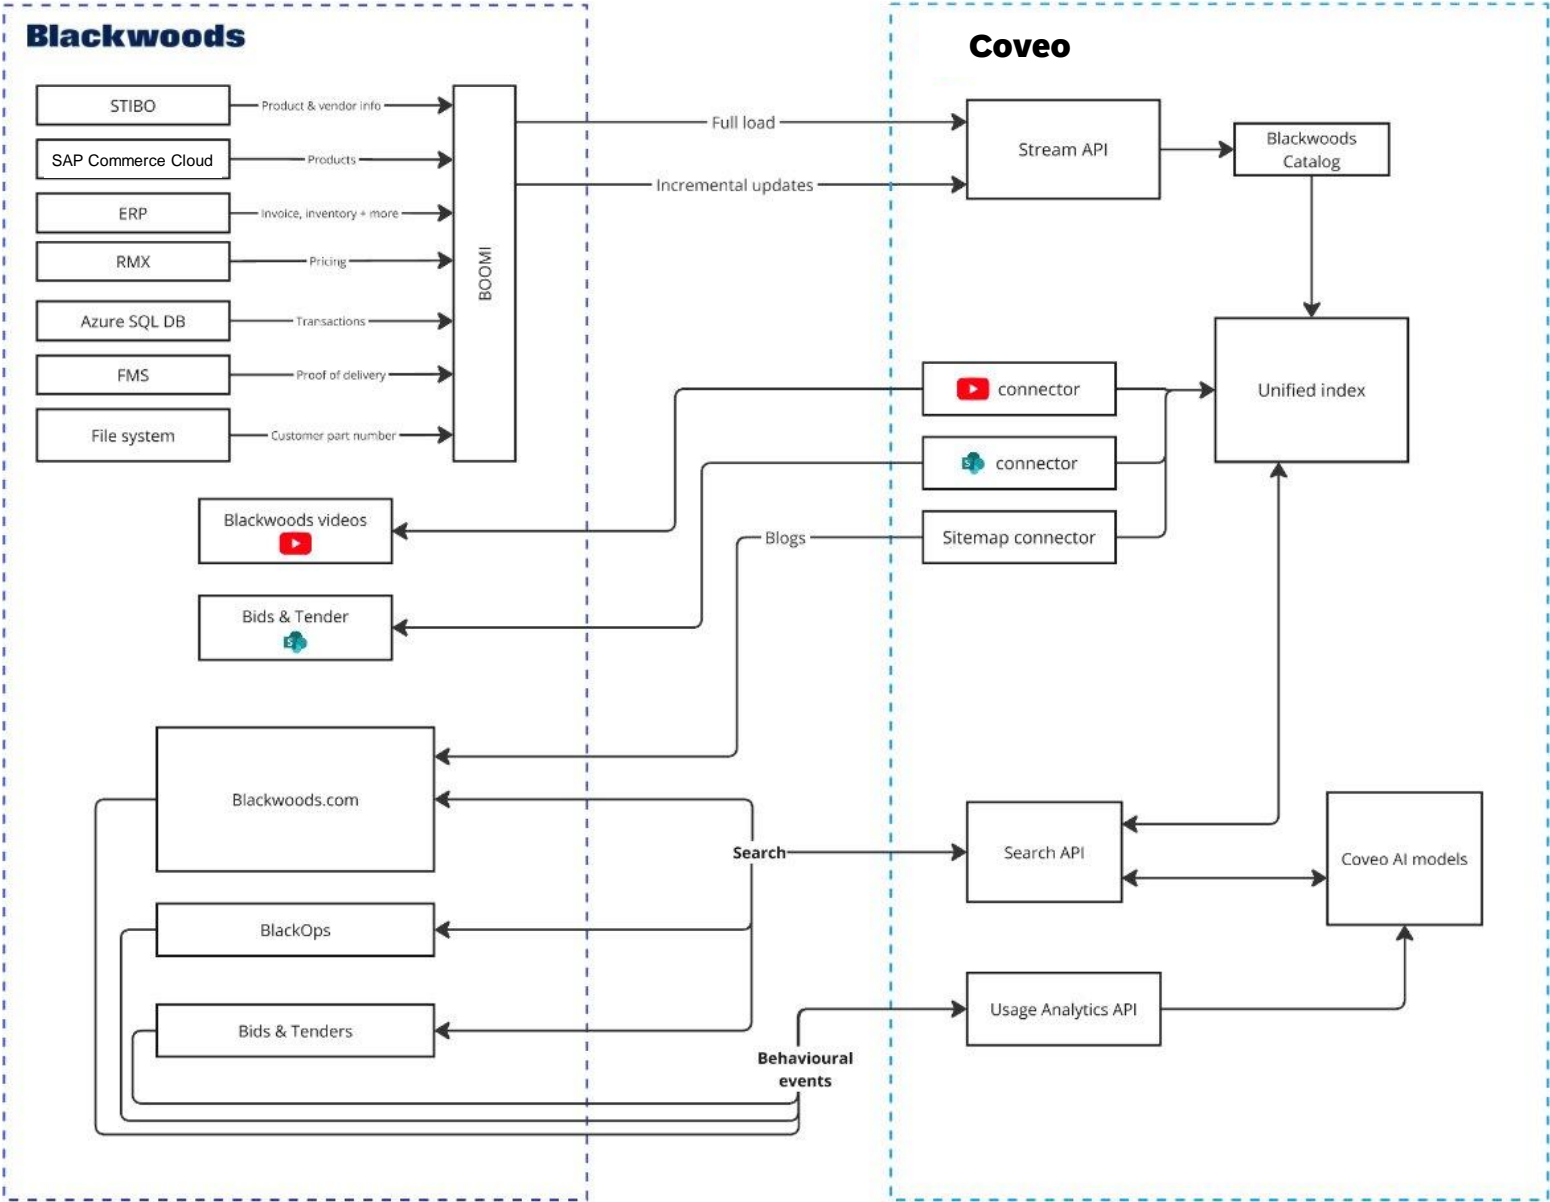 Blackwoods
Coveo
STIBO
Product & vendor info
SAP Commerce Cloud
Products
ERP
Invoice, inventory + more
RMX
Pricing
Azure SQL DB
Transactions
FMS
Proof of delivery
File system
Customer part number
BOOMI
Full load
Incremental updates
Stream API
Blackwoods
Catalog
Unified index
connector
connector
Sitemap connector
Blogs
Blackwoods videos
Bids & Tender
S
S
Blackwoods.com
Search
Search API
Coveo AI models
BlackOps
Bids & Tenders
Usage Analytics API
Behavioural
events